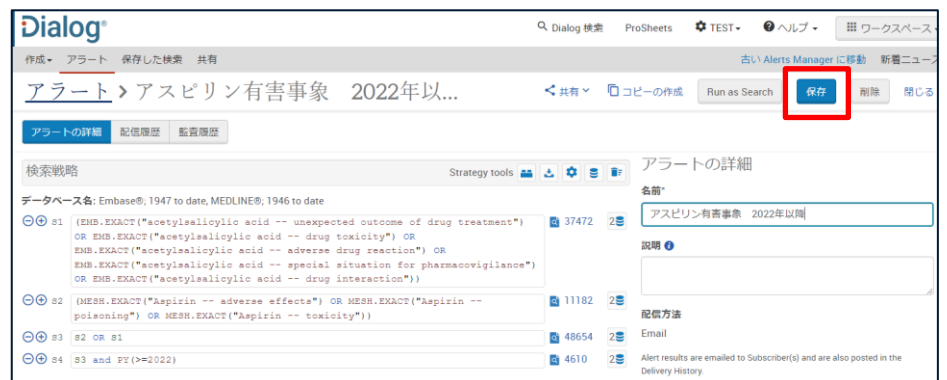 Dialog®
Dialog 検索 ProSheets TEST ヘルプ ワークスペース
作成 アラート 保存した検索 共有 古い Alerts Manager に移動 新着ニュース
アラート > アスピリン有害事象 2022年以... 共有 コピーの作成 Run as Search 保存 削除 閉じる
アラートの詳細 配信履歴 監査履歴
検索戦略 Strategy tools
データベース名: Embase®; 1947 to date, MEDLINE®; 1946 to date
S1 (EMB.EXACT("acetylsalicylic acid -- unexpected outcome of drug treatment") 37472 2
OR EMB.EXACT("acetylsalicylic acid -- drug toxicity") OR
EMB.EXACT("acetylsalicylic acid -- adverse drug reaction") OR
EMB.EXACT("acetylsalicylic acid -- special situation for pharmacovigilance")
OR EMB.EXACT("acetylsalicylic acid -- drug interaction"))
S2 (MESH.EXACT("Aspirin -- adverse effects") OR MESH.EXACT("Aspirin -- 11182 2
poisoning") OR MESH.EXACT("Aspirin -- toxicity"))
S3 S2 OR S1 48654 2
S4 S3 and PY(>=2022) 4610 2
アラートの詳細
名前*
アスピリン有害事象 2022年以降
説明
配信方法
Email
Alert results are emailed to Subscriber(s) and are also posted in the
Delivery History.